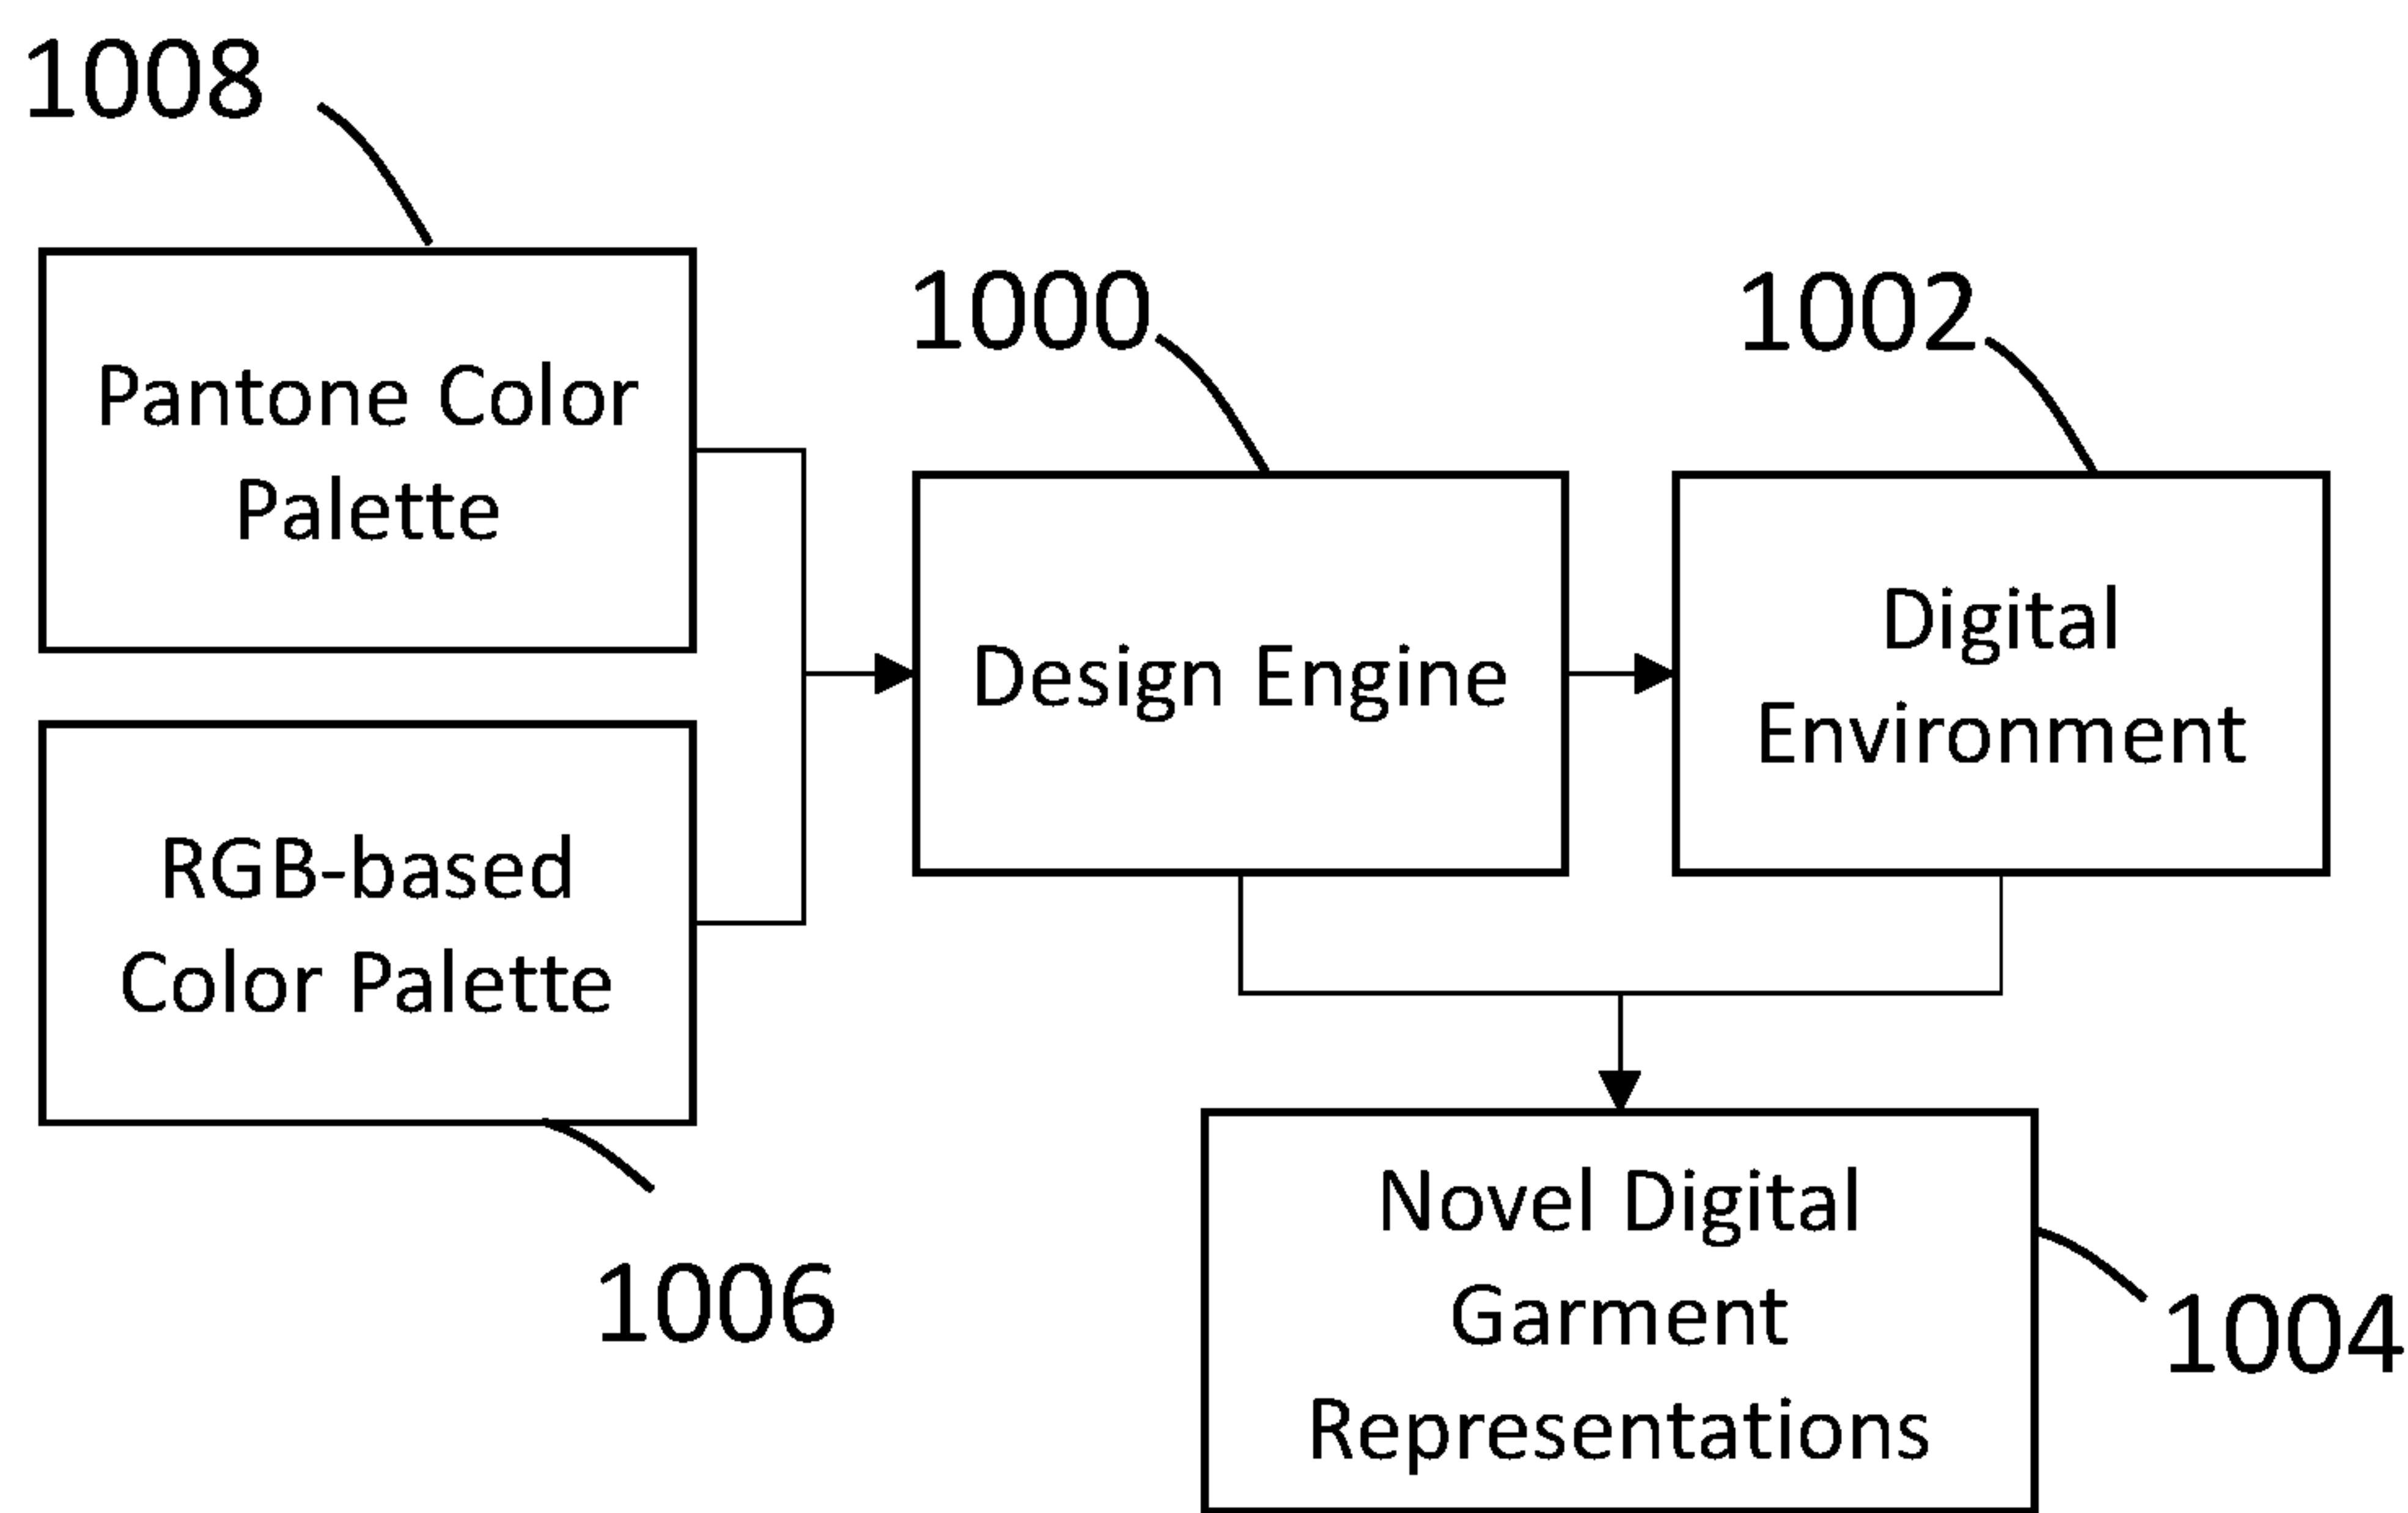 1008
Pantone Color
Palette
1000
Design Engine
1002
Digital
Environment
RGB-based
Color Palette
1006
Novel Digital
Garment
Representations
1004